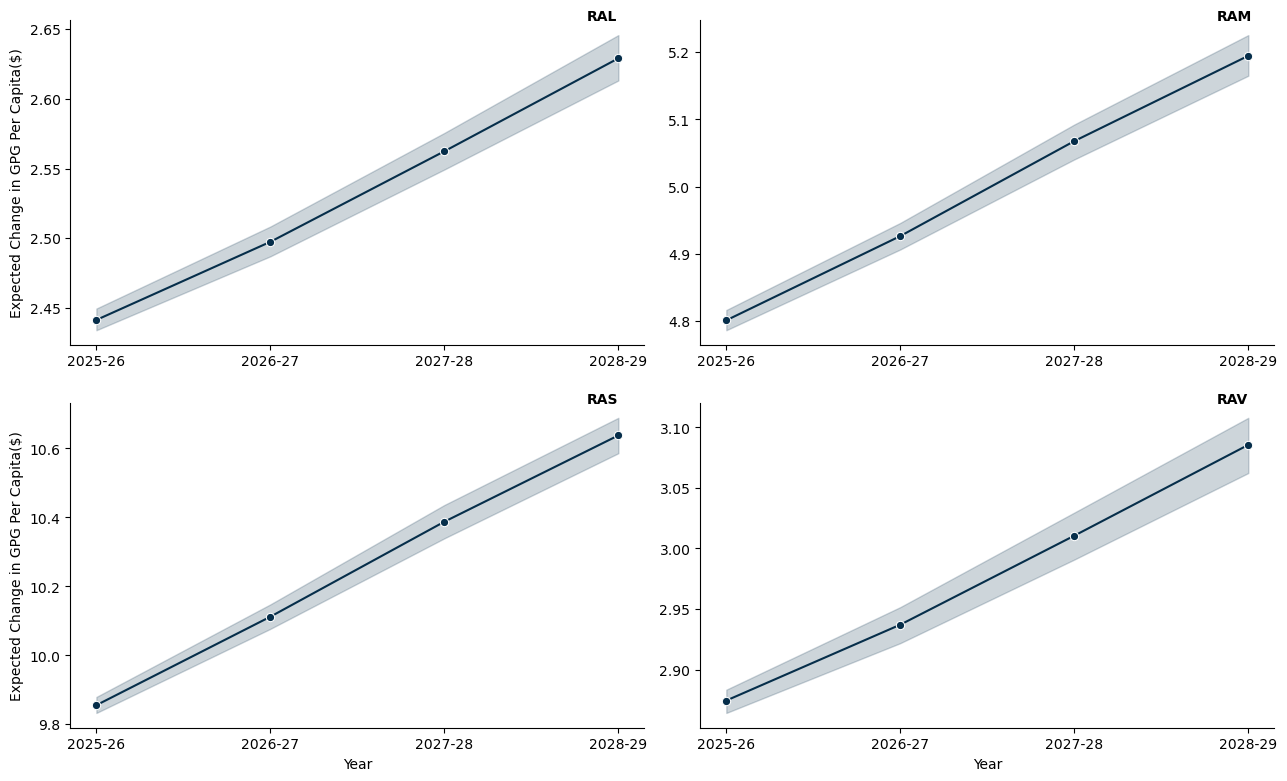 RAL
Expected Change in GPG Per Capita($)
2.65
2.60
2.55
2.50
2.45
2025-26 2026-27 2027-28 2028-29
RAM
5.2
5.1
5.0
4.9
4.8
2025-26 2026-27 2027-28 2028-29
RAS
Expected Change in GPG Per Capita($)
10.6
10.4
10.2
10.0
9.8
2025-26 2026-27 2027-28 2028-29
Year
RAV
3.10
3.05
3.00
2.95
2.90
2025-26 2026-27 2027-28 2028-29
Year